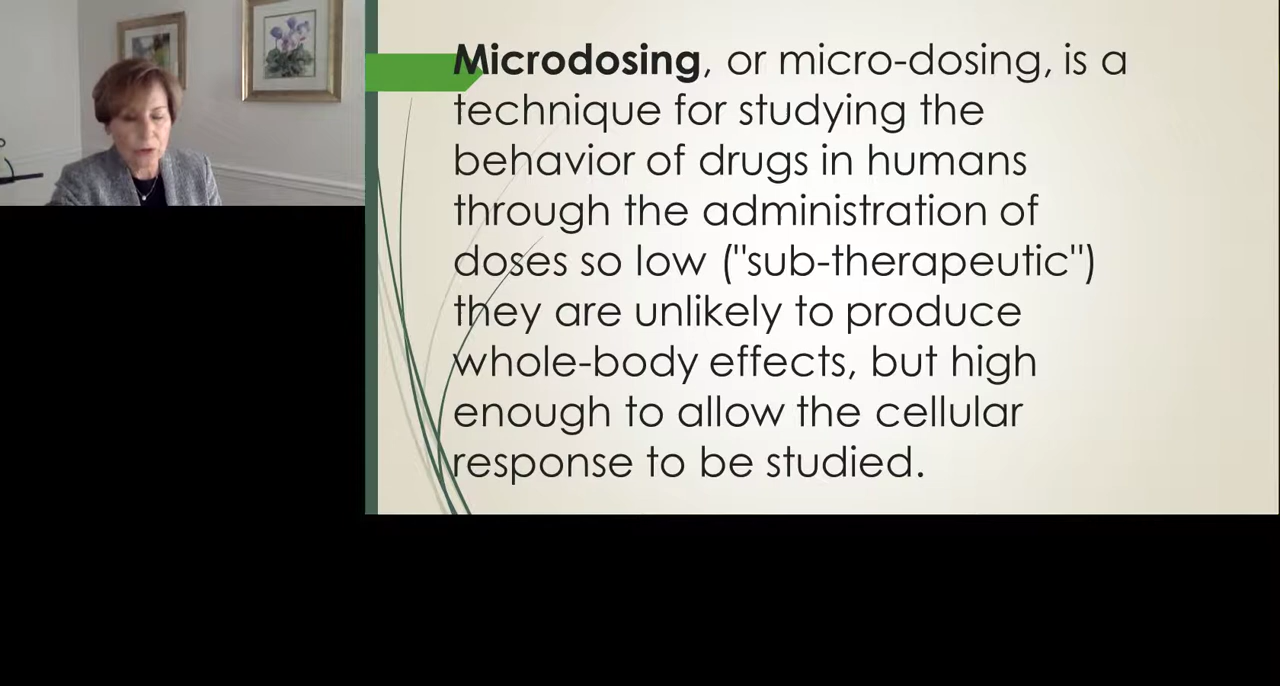 Microdosing, or micro-dosing, is a
technique for studying the
behavior of drugs in humans
through the administration of
doses so low ("sub-therapeutic")
they are unlikely to produce
whole-body effects, but high
enough to allow the cellular
response to be studied.